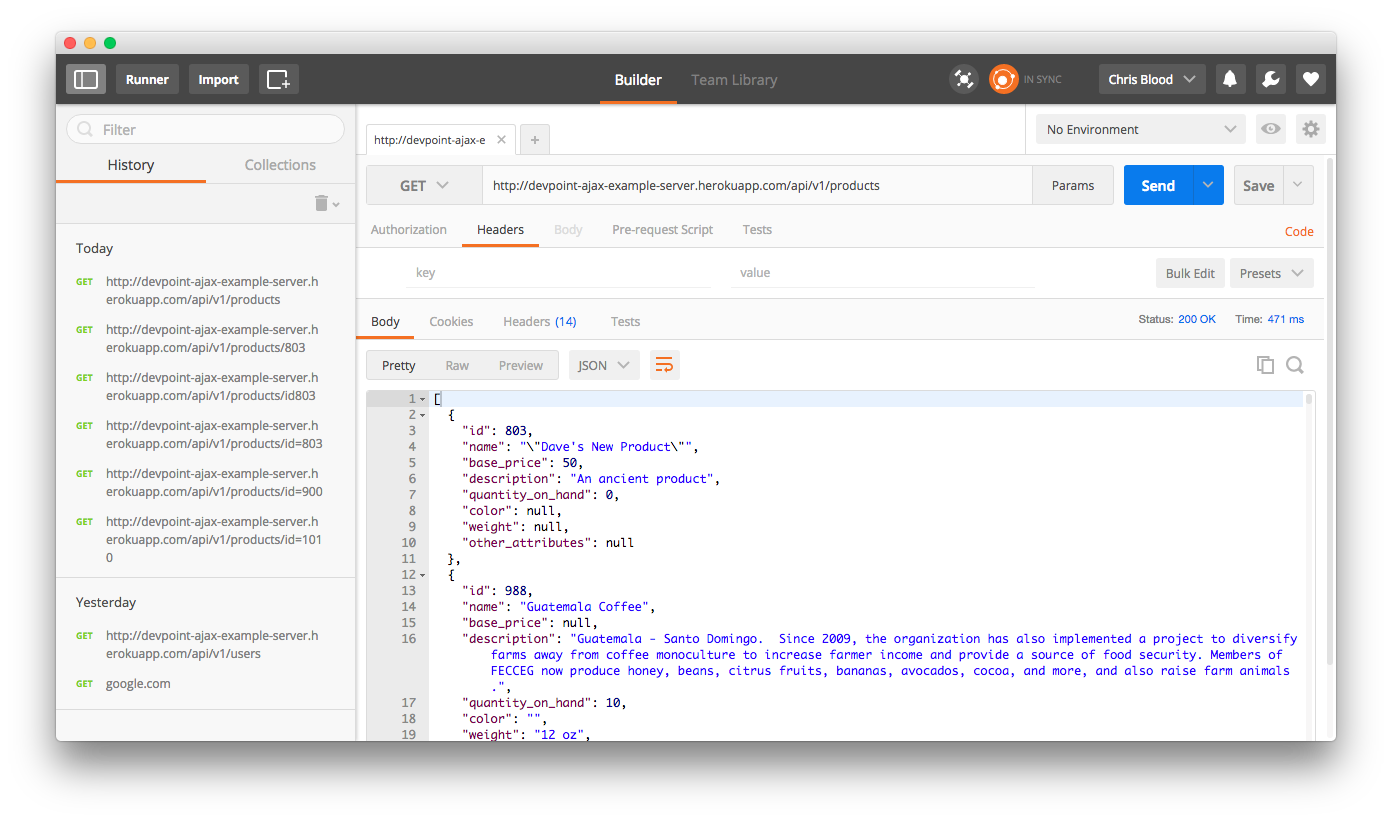 Runner Import Builder Team Library IN SYNC Chris Blood
Filter
History Collections
Today
GET http://devpoint-ajax-example-server.h
erokuapp.com/api/v1/products
GET http://devpoint-ajax-example-server.h
erokuapp.com/api/v1/products/803
GET http://devpoint-ajax-example-server.h
erokuapp.com/api/v1/products/id803
GET http://devpoint-ajax-example-server.h
erokuapp.com/api/v1/products/id=803
GET http://devpoint-ajax-example-server.h
erokuapp.com/api/v1/products/id=900
GET http://devpoint-ajax-example-server.h
erokuapp.com/api/v1/products/id=101
0
Yesterday
GET http://devpoint-ajax-example-server.h
erokuapp.com/api/v1/users
GET google.com
http://devpoint-ajax-e No Environment
GET http://devpoint-ajax-example-server.herokuapp.com/api/v1/products Params Send Save
Authorization Headers Body Pre-request Script Tests Code
key value Bulk Edit Presets
Body Cookies Headers (14) Tests Status: 200 OK Time: 471 ms
Pretty Raw Preview JSON
1 [
2 {
3 "id": 803,
4 "name": "\"Dave's New Product\"",
5 "base_price": 50,
6 "description": "An ancient product",
7 "quantity_on_hand": 0,
8 "color": null,
9 "weight": null,
10 "other_attributes": null
11 },
12 {
13 "id": 988,
14 "name": "Guatemala Coffee",
15 "base_price": null,
16 "description": "Guatemala - Santo Domingo.  Since 2009, the organization has also implemented a project to diversify
farms away from coffee monoculture to increase farmer income and provide a source of food security. Members of
FECCEG now produce honey, beans, citrus fruits, bananas, avocados, cocoa, and more, and also raise farm animals
.",
17 "quantity_on_hand": 10,
18 "color": "",
19 "weight": "12 oz",